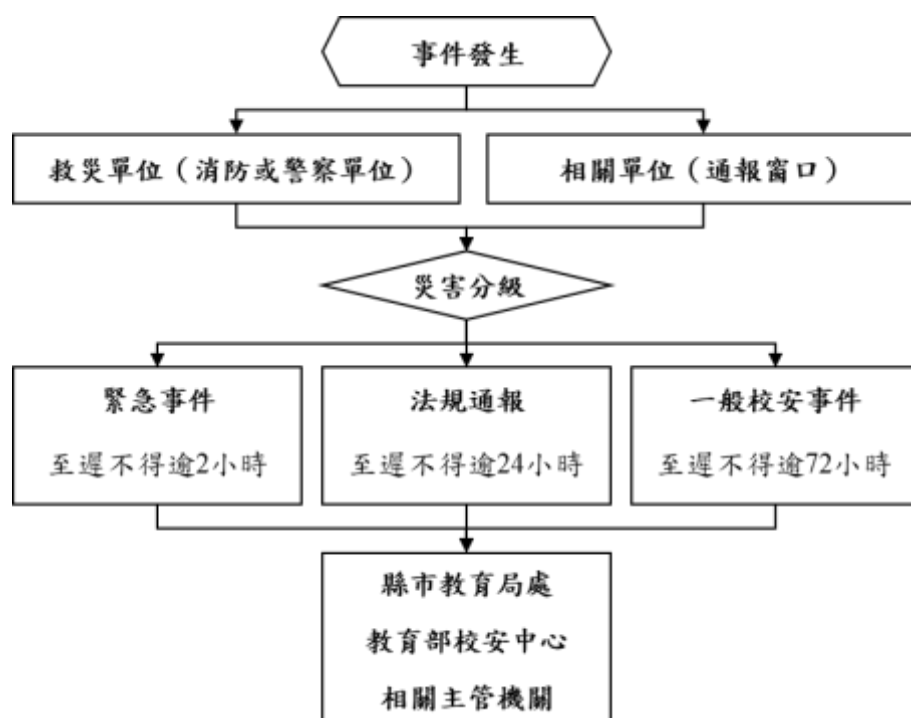 事件發生
救災單位（消防或警察單位）
相關單位（通報窗口）
災害分級
緊急事件
至遲不得逾2小時
法規通報
至遲不得逾24小時
一般校安事件
至遲不得逾72小時
縣市教育局處
教育部校安中心
相關主管機關